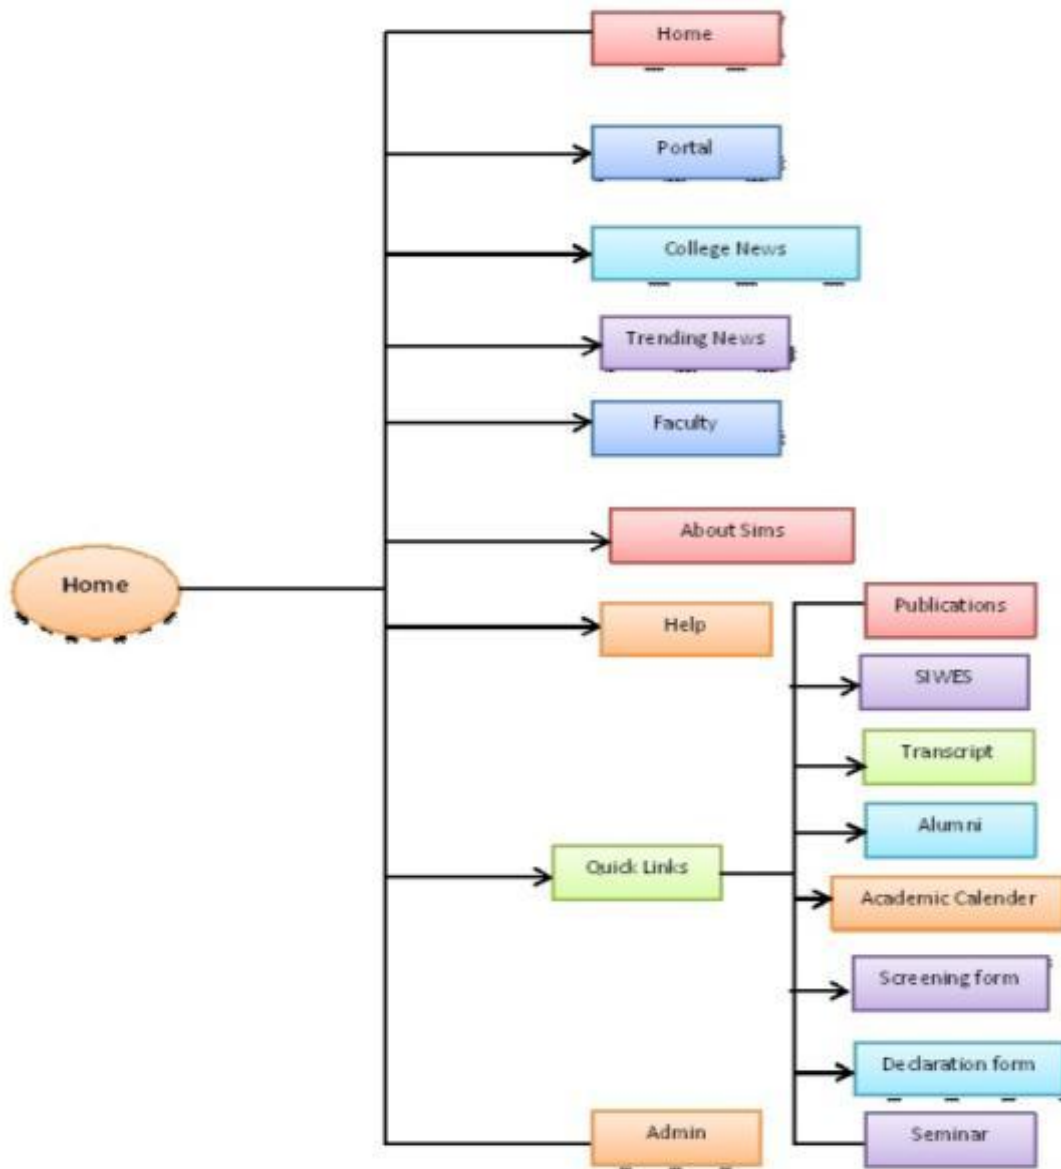 Home
Portal
College News
Trending News
Faculty
About Sims
Home
Help
Publications
SIWES
Transcript
Alumni
Quick Links
Academic Calender
Screening form
Declaration form
Admin
Seminar